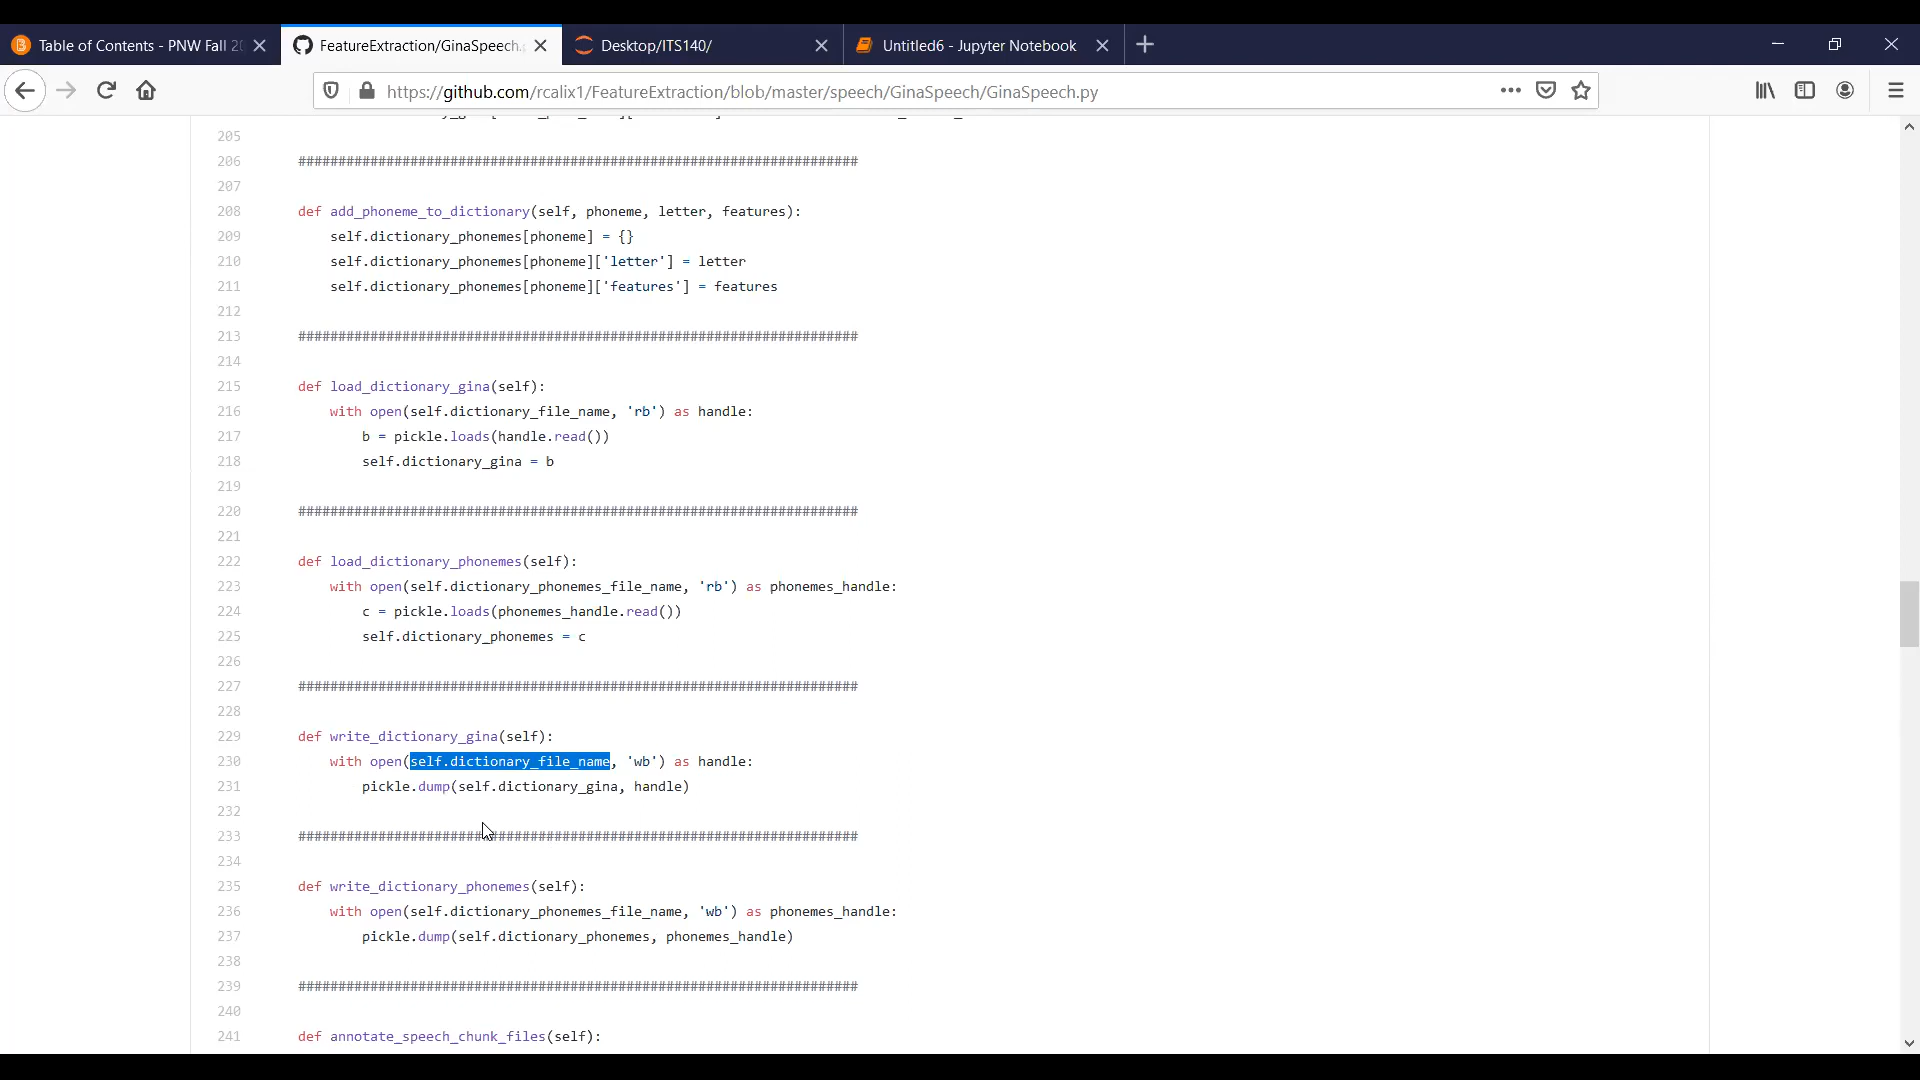 Table of Contents - PNW Fall 20
FeatureExtraction/GinaSpeech.
Desktop/ITS140/
Untitled6 - Jupyter Notebook
https://github.com/rcalix1/FeatureExtraction/blob/master/speech/GinaSpeech/GinaSpeech.py
205
206 ######################################################################
207
208 def add_phoneme_to_dictionary(self, phoneme, letter, features):
209 self.dictionary_phonemes[phoneme] = {}
210 self.dictionary_phonemes[phoneme]['letter'] = letter
211 self.dictionary_phonemes[phoneme]['features'] = features
212
213 ######################################################################
214
215 def load_dictionary_gina(self):
216 with open(self.dictionary_file_name, 'rb') as handle:
217 b = pickle.loads(handle.read())
218 self.dictionary_gina = b
219
220 ######################################################################
221
222 def load_dictionary_phonemes(self):
223 with open(self.dictionary_phonemes_file_name, 'rb') as phonemes_handle:
224 c = pickle.loads(phonemes_handle.read())
225 self.dictionary_phonemes = c
226
227 ######################################################################
228
229 def write_dictionary_gina(self):
230 with open(self.dictionary_file_name, 'wb') as handle:
231 pickle.dump(self.dictionary_gina, handle)
232
233 ######################################################################
234
235 def write_dictionary_phonemes(self):
236 with open(self.dictionary_phonemes_file_name, 'wb') as phonemes_handle:
237 pickle.dump(self.dictionary_phonemes, phonemes_handle)
238
239 ######################################################################
240
241 def annotate_speech_chunk_files(self):